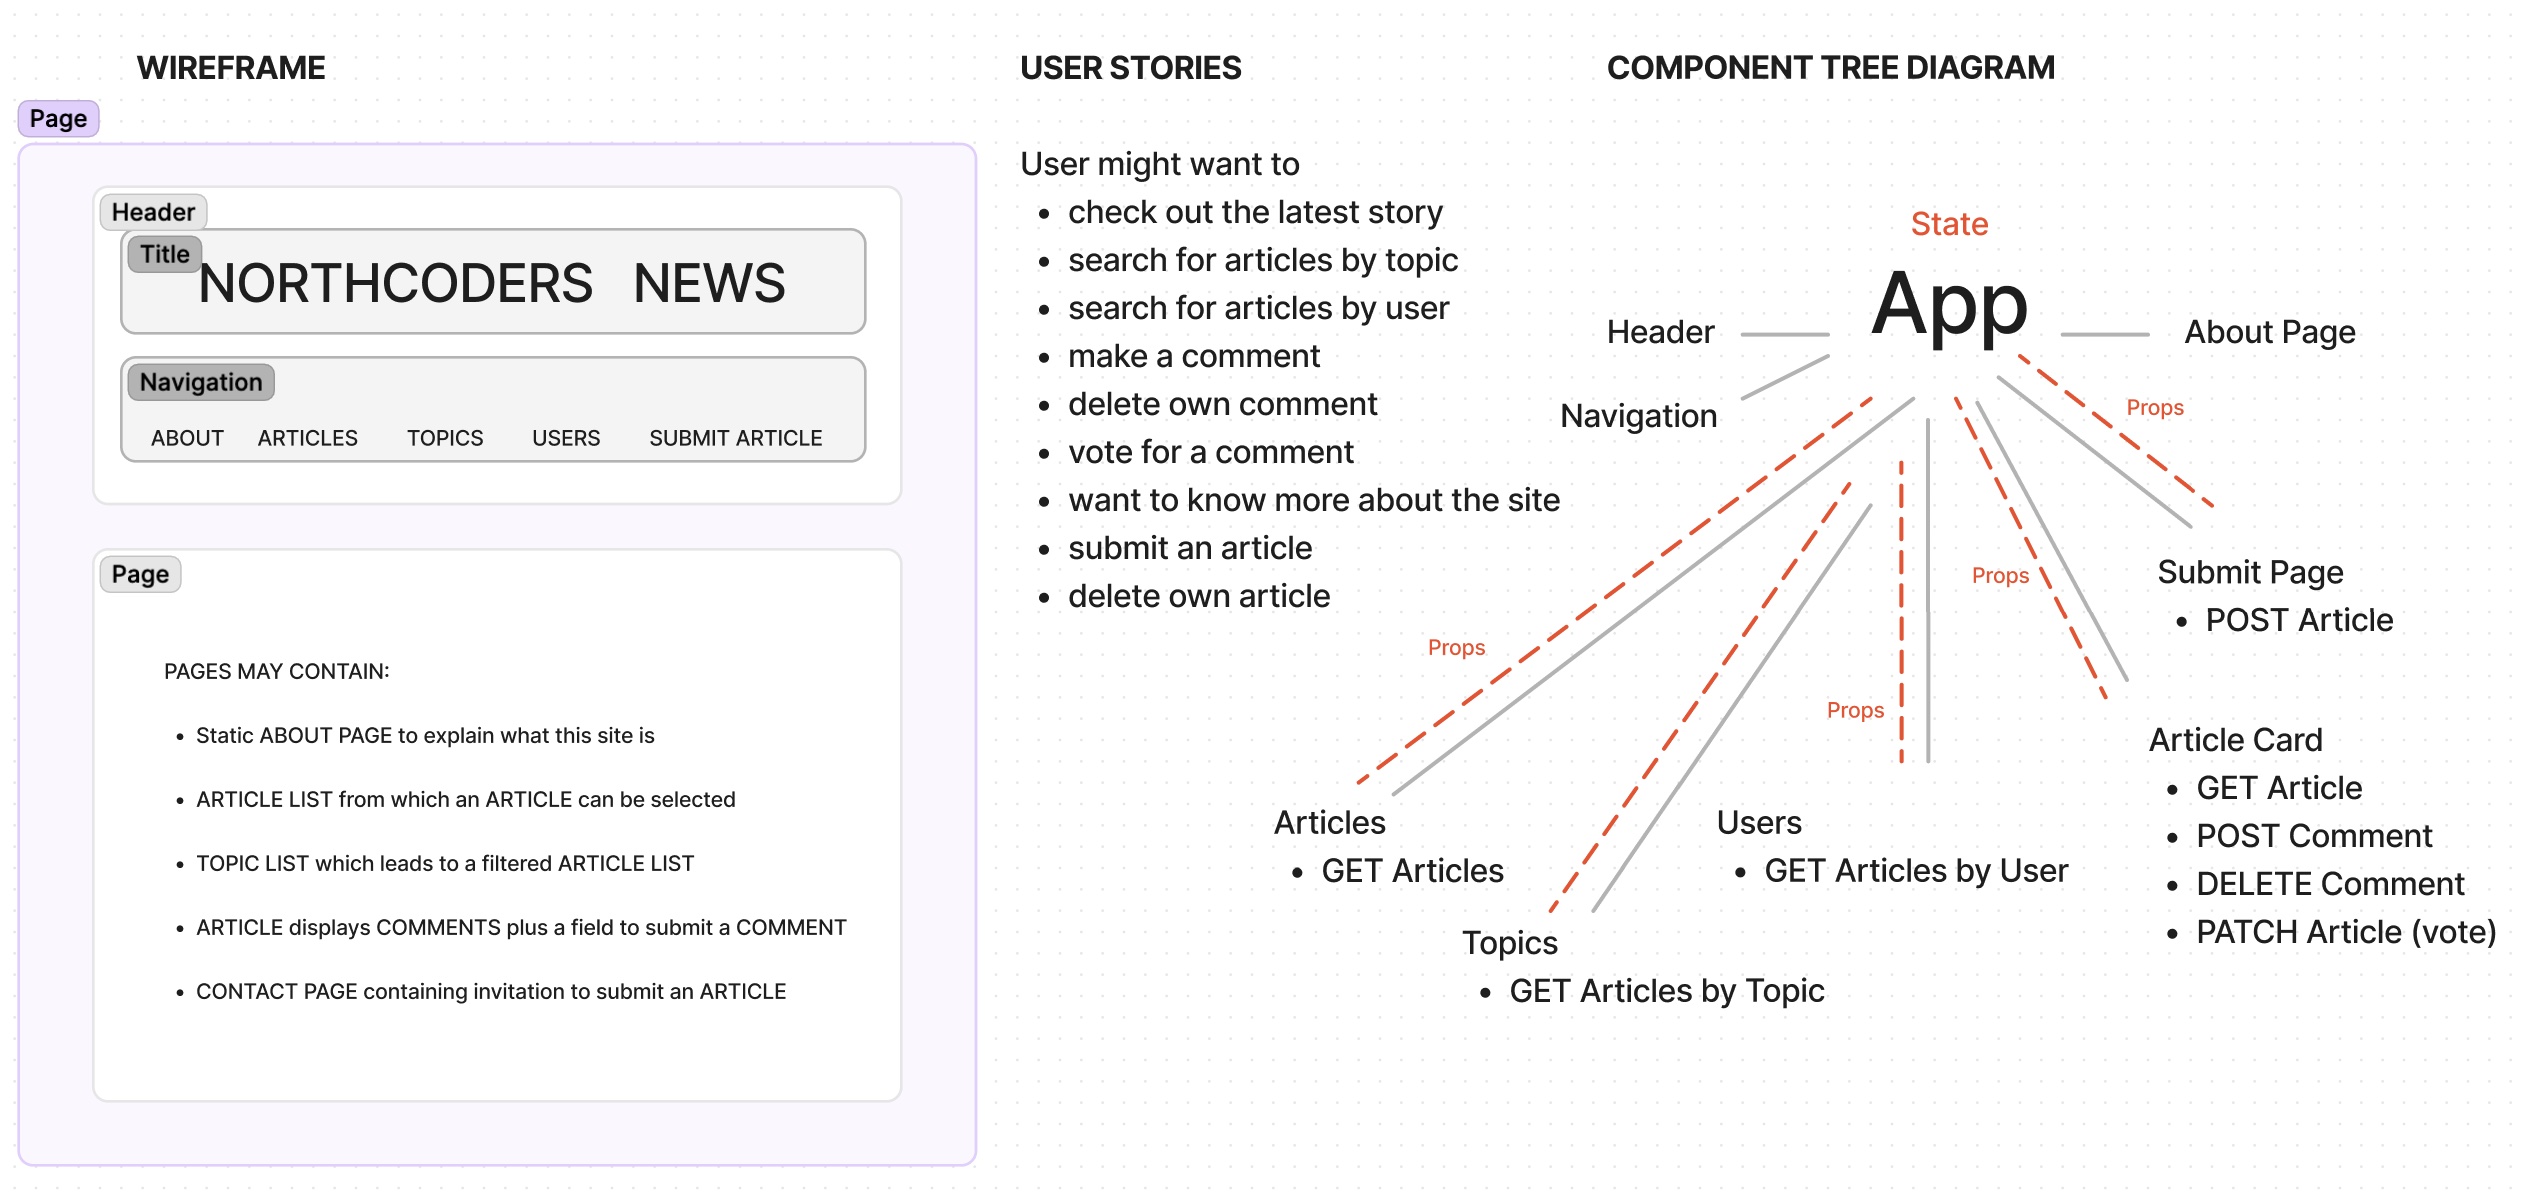 WIREFRAME
Page
Header
Title
NORTHCODERS NEWS
Navigation
ABOUT ARTICLES TOPICS USERS SUBMIT ARTICLE
Page
PAGES MAY CONTAIN:
• Static ABOUT PAGE to explain what this site is
• ARTICLE LIST from which an ARTICLE can be selected
• TOPIC LIST which leads to a filtered ARTICLE LIST
• ARTICLE displays COMMENTS plus a field to submit a COMMENT
• CONTACT PAGE containing invitation to submit an ARTICLE
USER STORIES
User might want to
• check out the latest story
• search for articles by topic
• search for articles by user
• make a comment
• delete own comment
• vote for a comment
• want to know more about the site
• submit an article
• delete own article
COMPONENT TREE DIAGRAM
State
App
Header
About Page
Navigation
Props
Props
Props
Props
Submit Page
• POST Article
Articles
• GET Articles
Topics
• GET Articles by Topic
Users
• GET Articles by User
Article Card
• GET Article
• POST Comment
• DELETE Comment
• PATCH Article (vote)